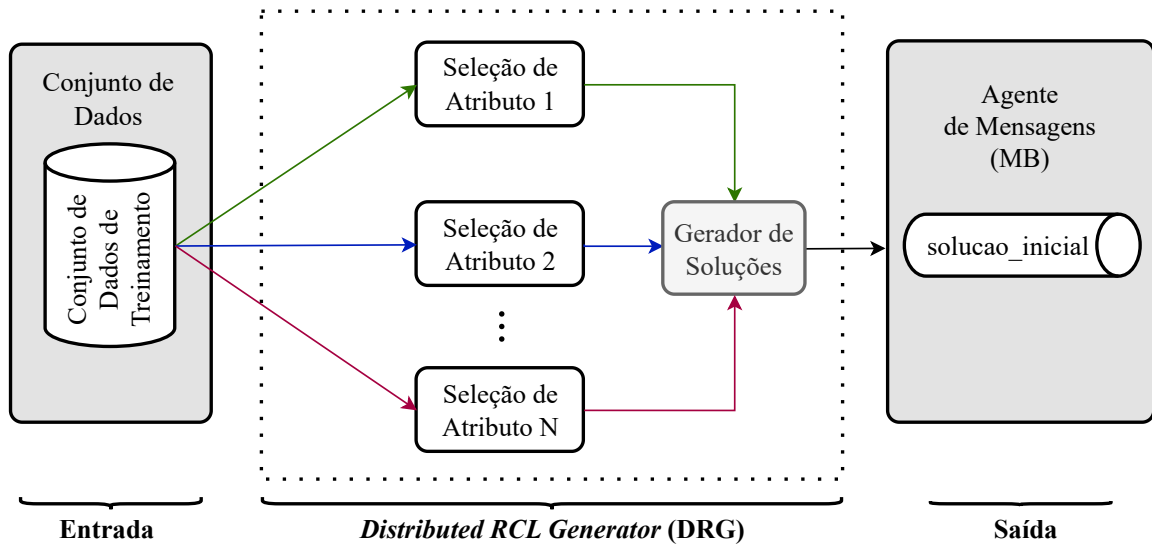 Conjunto de
Dados
Conjunto de
Dados de
Treinamento
Seleção de
Atributo 1
Seleção de
Atributo 2
Seleção de
Atributo N
Gerador de
Soluções
Agente
de Mensagens
(MB)
solucao_inicial
Entrada
Distributed RCL Generator (DRG)
Saída